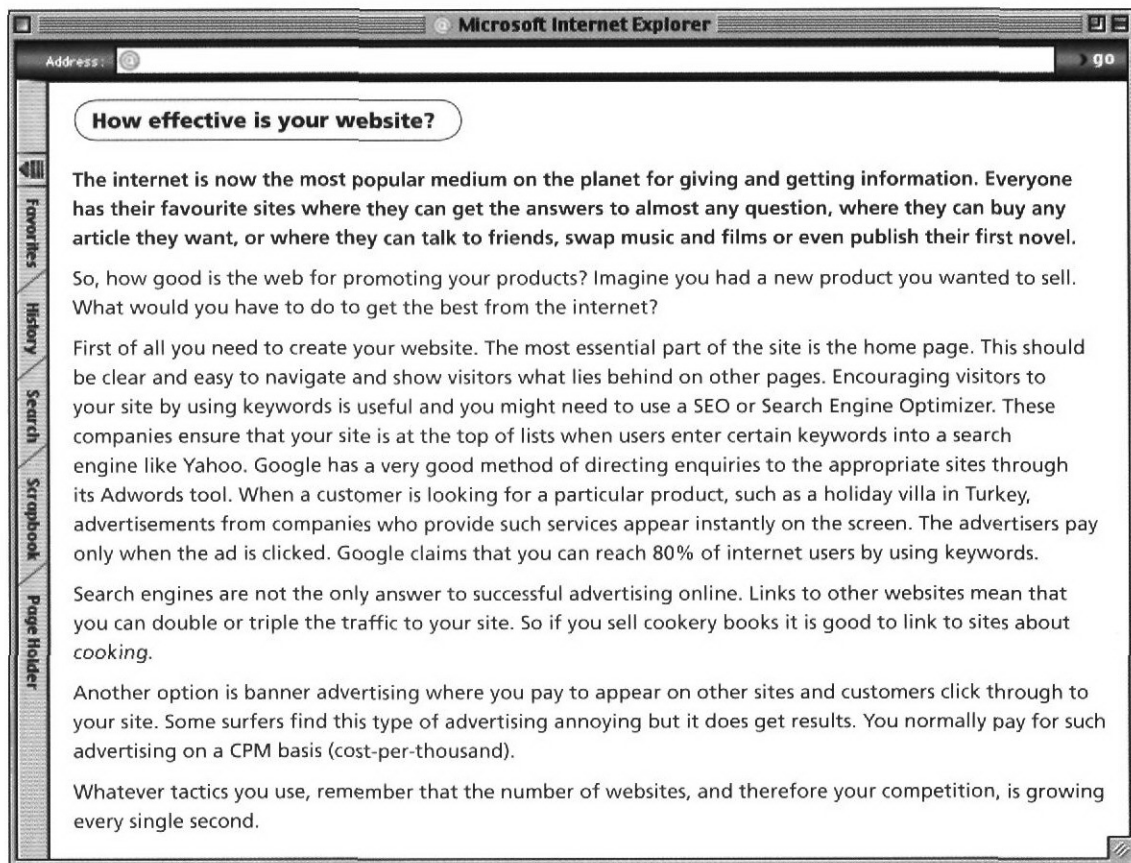 Microsoft Internet Explorer
Address: @
go
Favorites
History
Search
Scrapbook
Page Holder
How effective is your website?
The internet is now the most popular medium on the planet for giving and getting information. Everyone
has their favourite sites where they can get the answers to almost any question, where they can buy any
article they want, or where they can talk to friends, swap music and films or even publish their first novel.
So, how good is the web for promoting your products? Imagine you had a new product you wanted to sell.
What would you have to do to get the best from the internet?
First of all you need to create your website. The most essential part of the site is the home page. This should
be clear and easy to navigate and show visitors what lies behind on other pages. Encouraging visitors to
your site by using keywords is useful and you might need to use a SEO or Search Engine Optimizer. These
companies ensure that your site is at the top of lists when users enter certain keywords into a search
engine like Yahoo. Google has a very good method of directing enquiries to the appropriate sites through
its Adwords tool. When a customer is looking for a particular product, such as a holiday villa in Turkey,
advertisements from companies who provide such services appear instantly on the screen. The advertisers pay
only when the ad is clicked. Google claims that you can reach 80% of internet users by using keywords.
Search engines are not the only answer to successful advertising online. Links to other websites mean that
you can double or triple the traffic to your site. So if you sell cookery books it is good to link to sites about
cooking.
Another option is banner advertising where you pay to appear on other sites and customers click through to
your site. Some surfers find this type of advertising annoying but it does get results. You normally pay for such
advertising on a CPM basis (cost-per-thousand).
Whatever tactics you use, remember that the number of websites, and therefore your competition, is growing
every single second.